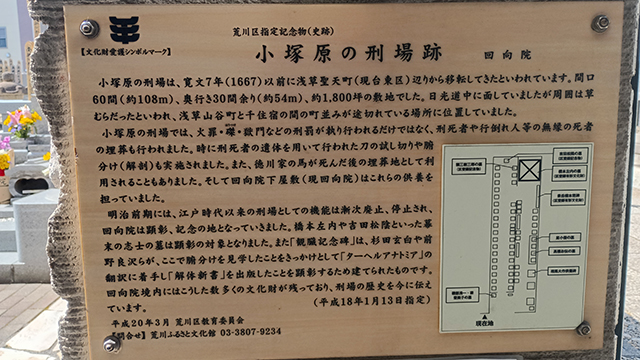 荒川区指定記念物(史跡)
【文化財愛護シンボルマーク】
小塚原の刑場跡 回向院
小塚原の刑場は、寛文7年(1667)以前に浅草聖天町(現台東区)辺りから移転してきたといわれています。間口
60間(約108m)、奥行き30間余り(約54m)、約1,800坪の敷地でした。日光道中に面していましたが周囲は草
むらだったといわれ、浅草山谷町と千住宿の間の町並みが途切れている場所に位置していました。
小塚原の刑場では、火罪・磔・獄門などの刑罰が執り行われるだけではなく、刑死者や行倒れ人等の無縁の死者
の埋葬も行われました。時に刑死者の遺体を用いて行われた刀の試し切りや腑
分け(解剖)も実施されました。また、徳川家の馬が死んだ後の埋葬地として利
用されることもありました。そして回向院下屋敷(現回向院)はこれらの供養を
担っていました。
明治前期には、江戸時代以来の刑場としての機能は漸次廃止、停止され、
回向院は顕彰、記念の地となっていきました。橋本左内や吉田松陰といった幕
末の志士の墓は顕彰の対象となりました。また「観臓記念碑」は、杉田玄白や前
野良沢らが、ここで腑分けを見学したことをきっかけとして「ターヘルアナトミア」の
翻訳に着手し「解体新書」を出版したことを顕彰するため建てられたものです。
回向院境内にはこうした数多くの文化財が残っており、刑場の歴史を今に伝え
ています。 (平成18年1月13日指定)
平成20年3月 荒川区教育委員会
【問合せ】荒川ふるさと文化館 03-3807-9234
現在地